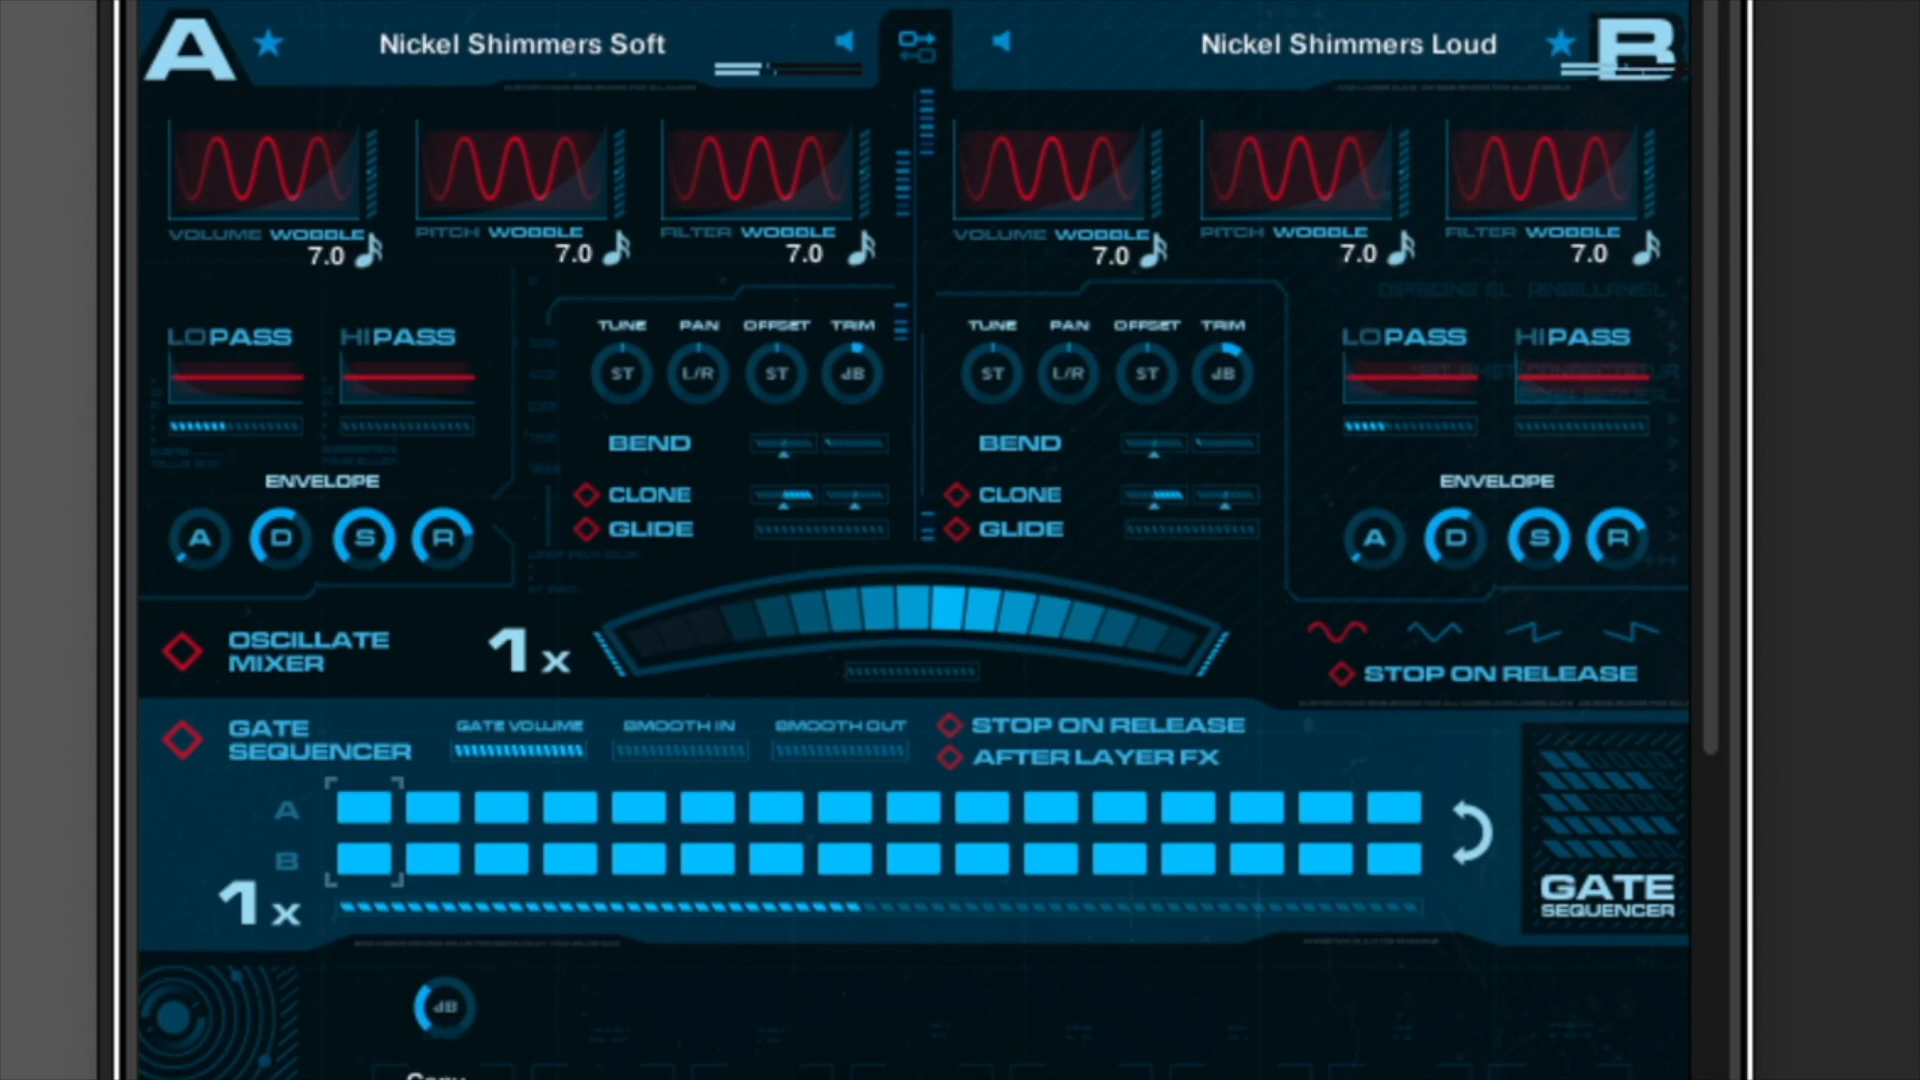 A
Nickel Shimmers Soft
Nickel Shimmers Loud
B
VOLUME WOBBLE
7.0
PITCH WOBBLE
7.0
FILTER WOBBLE
7.0
VOLUME WOBBLE
7.0
PITCH WOBBLE
7.0
FILTER WOBBLE
7.0
LOPASS
HIPASS
TUNE PAN OFFSET TRIM
ST L/R ST dB
TUNE PAN OFFSET TRIM
ST L/R ST dB
LOPASS
HIPASS
BEND
CLONE
GLIDE
BEND
CLONE
GLIDE
ENVELOPE
A D S R
ENVELOPE
A D S R
OSCILLATE
MIXER
1x
STOP ON RELEASE
GATE
SEQUENCER
GATE VOLUME
SMOOTH IN
SMOOTH OUT
STOP ON RELEASE
AFTER LAYER FX
A
B
1x
GATE
SEQUENCER
dB